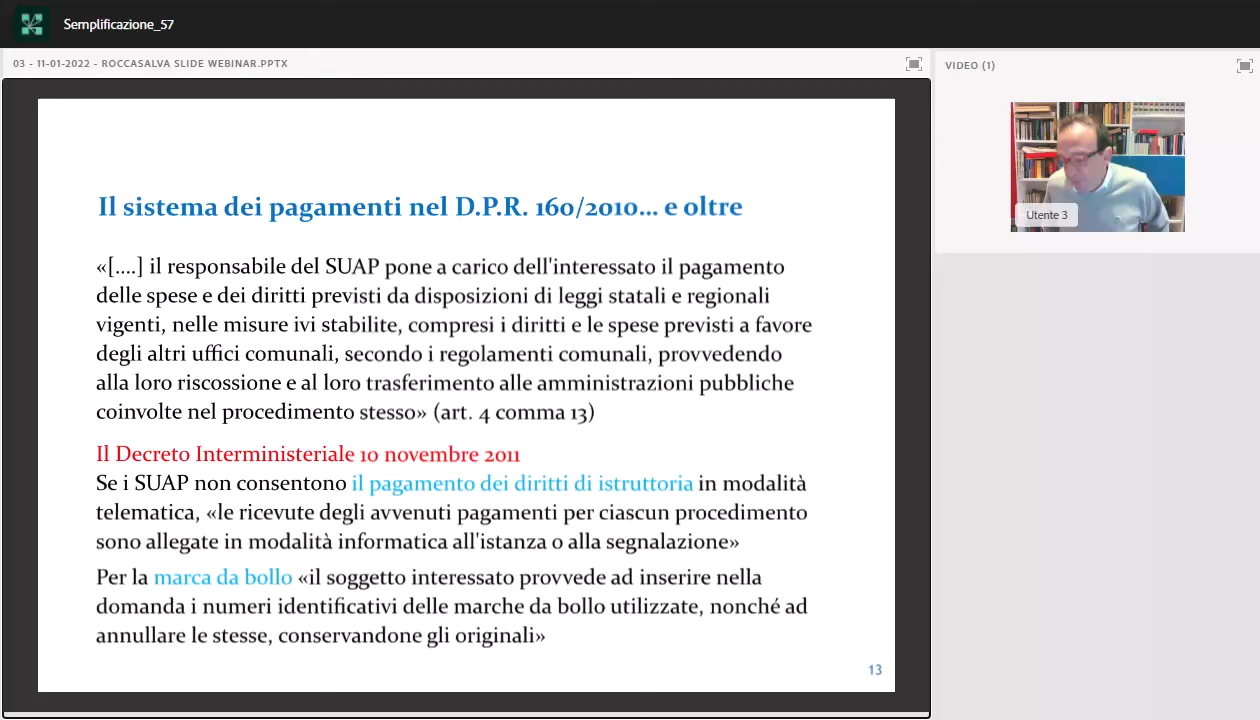 Semplificazione_57
03 - 11-01-2022 - ROCCASALVA SLIDE WEBINAR.PPTX
VIDEO (1)
Utente 3
Il sistema dei pagamenti nel D.P.R. 160/2010... e oltre
«[....] il responsabile del SUAP pone a carico dell'interessato il pagamento
delle spese e dei diritti previsti da disposizioni di leggi statali e regionali
vigenti, nelle misure ivi stabilite, compresi i diritti e le spese previsti a favore
degli altri uffici comunali, secondo i regolamenti comunali, provvedendo
alla loro riscossione e al loro trasferimento alle amministrazioni pubbliche
coinvolte nel procedimento stesso» (art. 4 comma 13)
Il Decreto Interministeriale 10 novembre 2011
Se i SUAP non consentono il pagamento dei diritti di istruttoria in modalità
telematica, «le ricevute degli avvenuti pagamenti per ciascun procedimento
sono allegate in modalità informatica all'istanza o alla segnalazione»
Per la marca da bollo «il soggetto interessato provvede ad inserire nella
domanda i numeri identificativi delle marche da bollo utilizzate, nonché ad
annullare le stesse, conservandone gli originali»
13